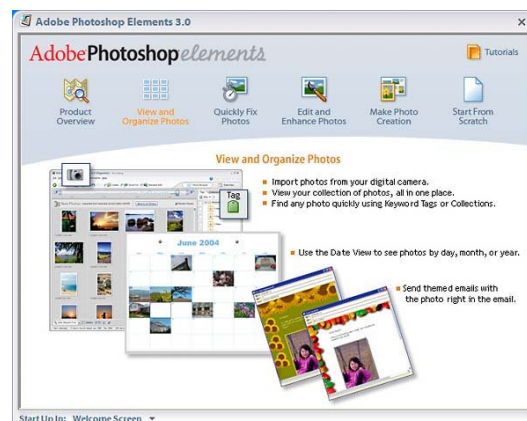 Adobe Photoshop Elements 3.0
AdobePhotoshopelements
Tutorials
Product
Overview
View and
Organize Photos
Quickly Fix
Photos
Edit and
Enhance Photos
Make Photo
Creation
Start From
Scratch
View and Organize Photos
Import photos from your digital camera.
View your collection of photos, all in one place.
Find any photo quickly using Keyword Tags or Collections.
Tag
June 2004
Use the Date View to see photos by day, month, or year.
Send themed emails with
the photo right in the email.
Start Up In: Welcome Screen